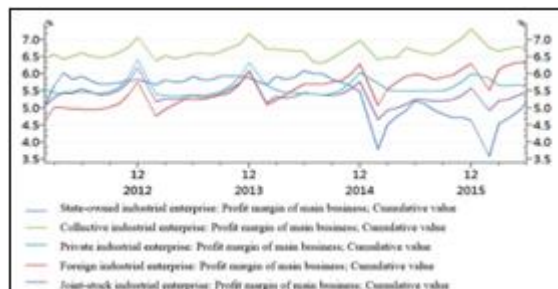 % %
7.0 7.0
6.5 6.5
6.0 6.0
5.5 5.5
5.0 5.0
4.5 4.5
4.0 4.0
3.5 3.5
12 12 12 12
2012 2013 2014 2015
State-owned industrial enterprise: Profit margin of main business; Cumulative value
Collective industrial enterprise: Profit margin of main business; Cumulative value
Private industrial enterprise: Profit margin of main business; Cumulative value
Foreign industrial enterprise: Profit margin of main business; Cumulative value
Joint-stock industrial enterprise: Profit margin of main business; Cumulative value